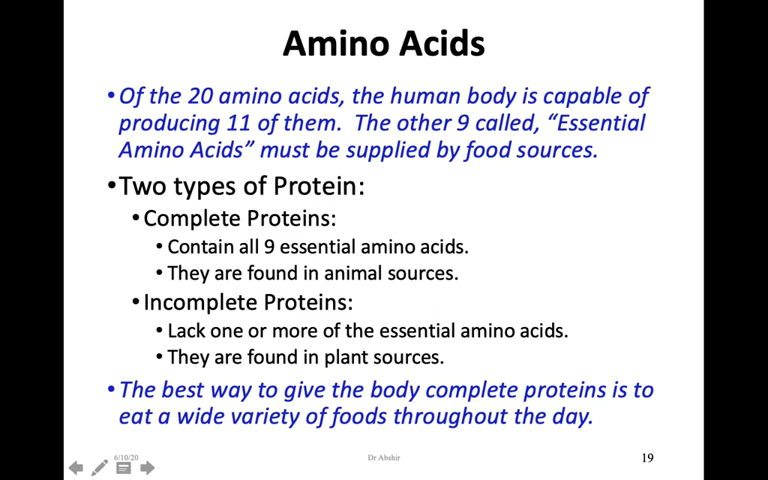 Amino Acids
•Of the 20 amino acids, the human body is capable of
producing 11 of them.  The other 9 called, “Essential
Amino Acids” must be supplied by food sources.
•Two types of Protein:
•Complete Proteins:
•Contain all 9 essential amino acids.
•They are found in animal sources.
•Incomplete Proteins:
•Lack one or more of the essential amino acids.
•They are found in plant sources.
•The best way to give the body complete proteins is to
eat a wide variety of foods throughout the day.
6/10/20
Dr Abshir
19